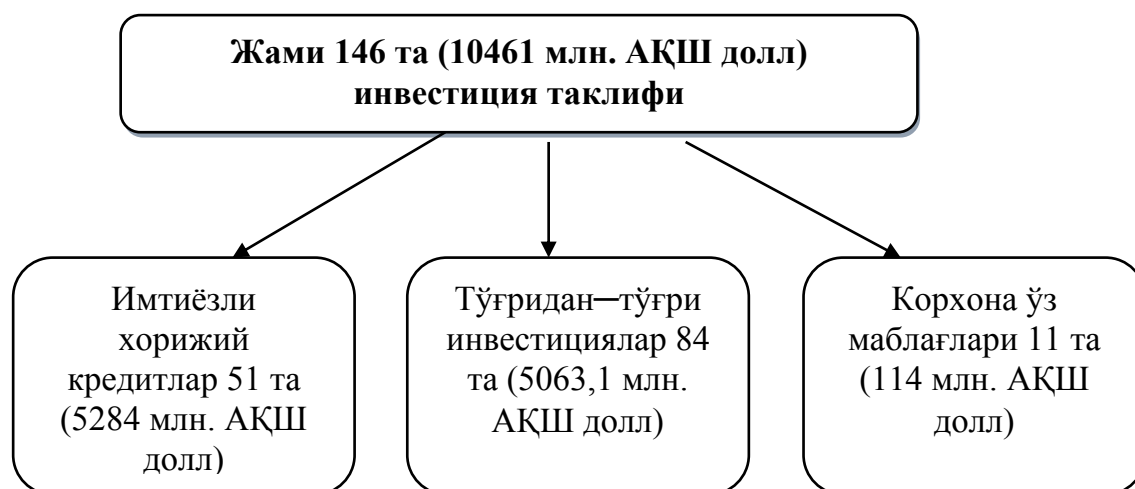 Жами 146 та (10461 млн. АҚШ долл)
инвестиция таклифи
Имтиёзли
хорижий
кредитлар 51 та
(5284 млн. АҚШ
долл)
Тўғридан─тўғри
инвестициялар 84
та (5063,1 млн.
АҚШ долл)
Корхона ўз
маблағлари 11 та
(114 млн. АҚШ
долл)